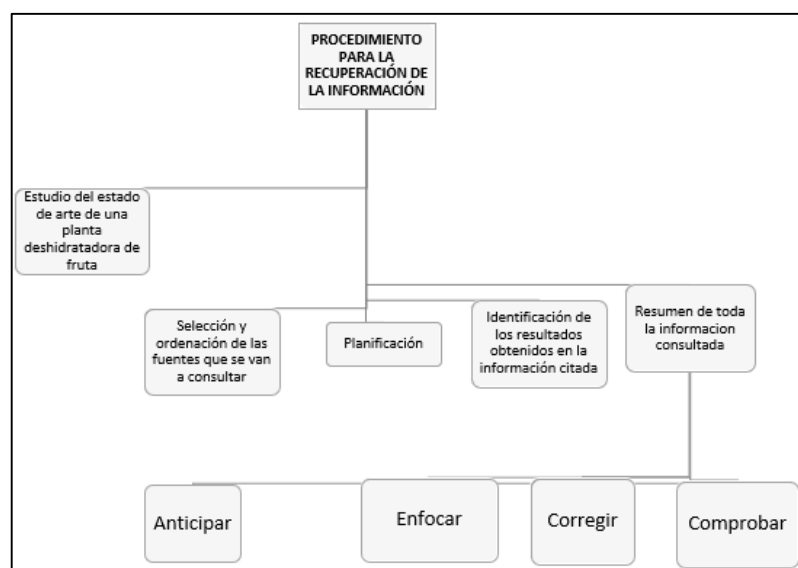 PROCEDIMIENTO
PARA LA
RECUPERACIÓN DE
LA INFORMACIÓN
Estudio del estado
de arte de una
planta
deshidratadora de
fruta
Selección y
ordenación de las
fuentes que se van
a consultar
Planificación
Identificación de
los resultados
obtenidos en la
información citada
Resumen de toda
la informacion
consultada
Anticipar
Enfocar
Corregir
Comprobar